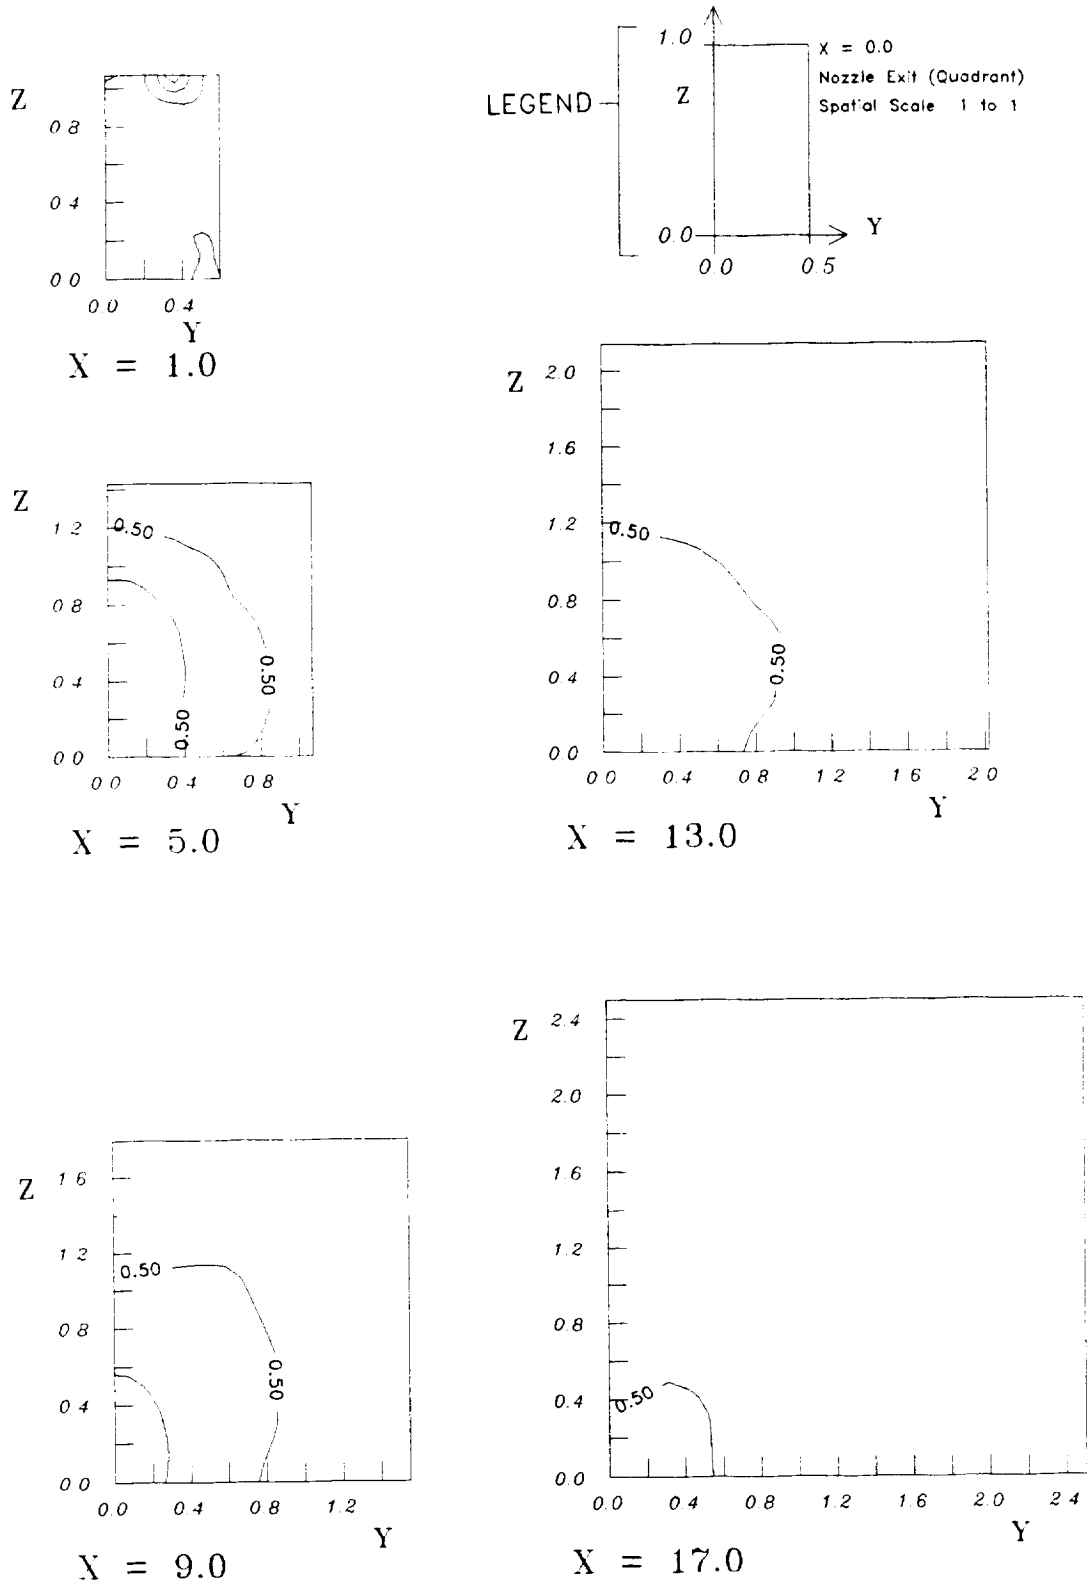 Z
0 8
0 4
0 0
0 0 0.4
Y
X = 1.0
LEGEND
1.0
Z
0.0
0.0 0.5
Y
X = 0.0
Nozzle Exit (Quadrant)
Spatial Scale 1 to 1
Z
1 2
0 8
0 4
0 0
0.50
0.50
0.50
0 0 0 4 0 8
Y
X = 5.0
Z
2.0
1.6
1.2
0.8
0.4
0.0
0.50
0.50
0.0 0.4 0.8 1 2 1 6 2 0
Y
X = 13.0
Z
1 6
1 2
0 8
0 4
0.0
0.50
0.50
0.0 0.4 0.8 1.2
Y
X = 9.0
Z
2.4
2.0
1.6
1.2
0.8
0.4
0.0
0.50
0.0 0.4 0.8 1.2 1.6 2.0 2 4
Y
X = 17.0